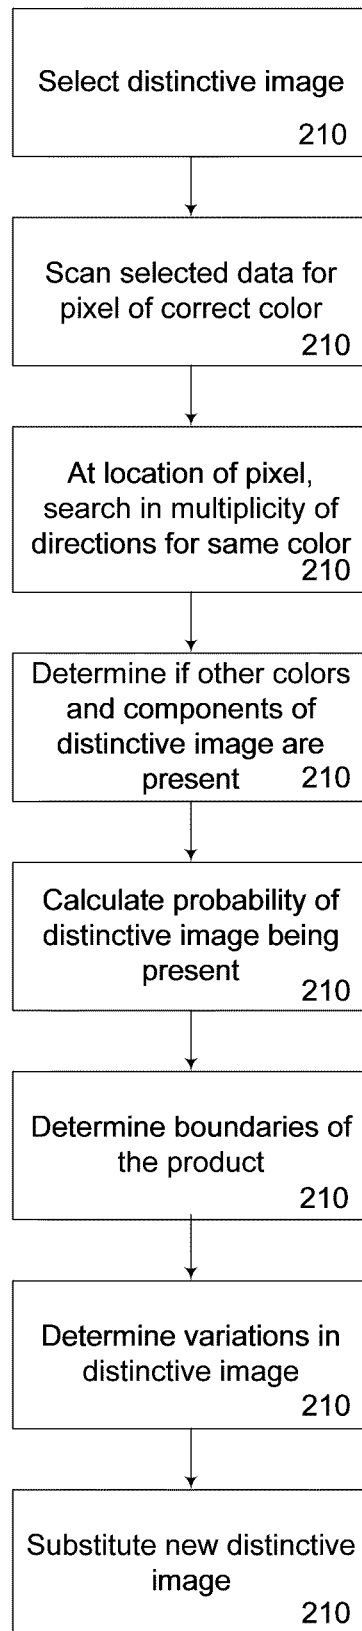 Select distinctive image
210
Scan selected data for
pixel of correct color
210
At location of pixel,
search in multiplicity of
directions for same color
210
Determine if other colors
and components of
distinctive image are
present 210
Calculate probability of
distinctive image being
present
210
Determine boundaries of
the product
210
Determine variations in
distinctive image
210
Substitute new distinctive
image
210